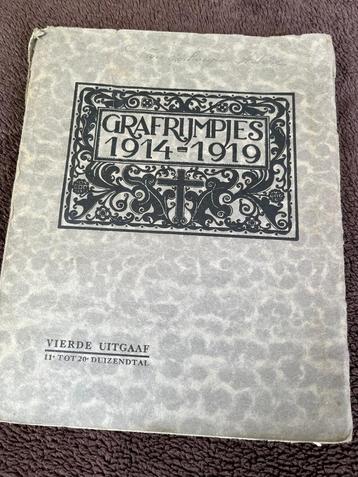 GRAFRIJMPJES
1914=1919
VIERDE UITGAAF
11e TOT 20e DUIZENDTAL